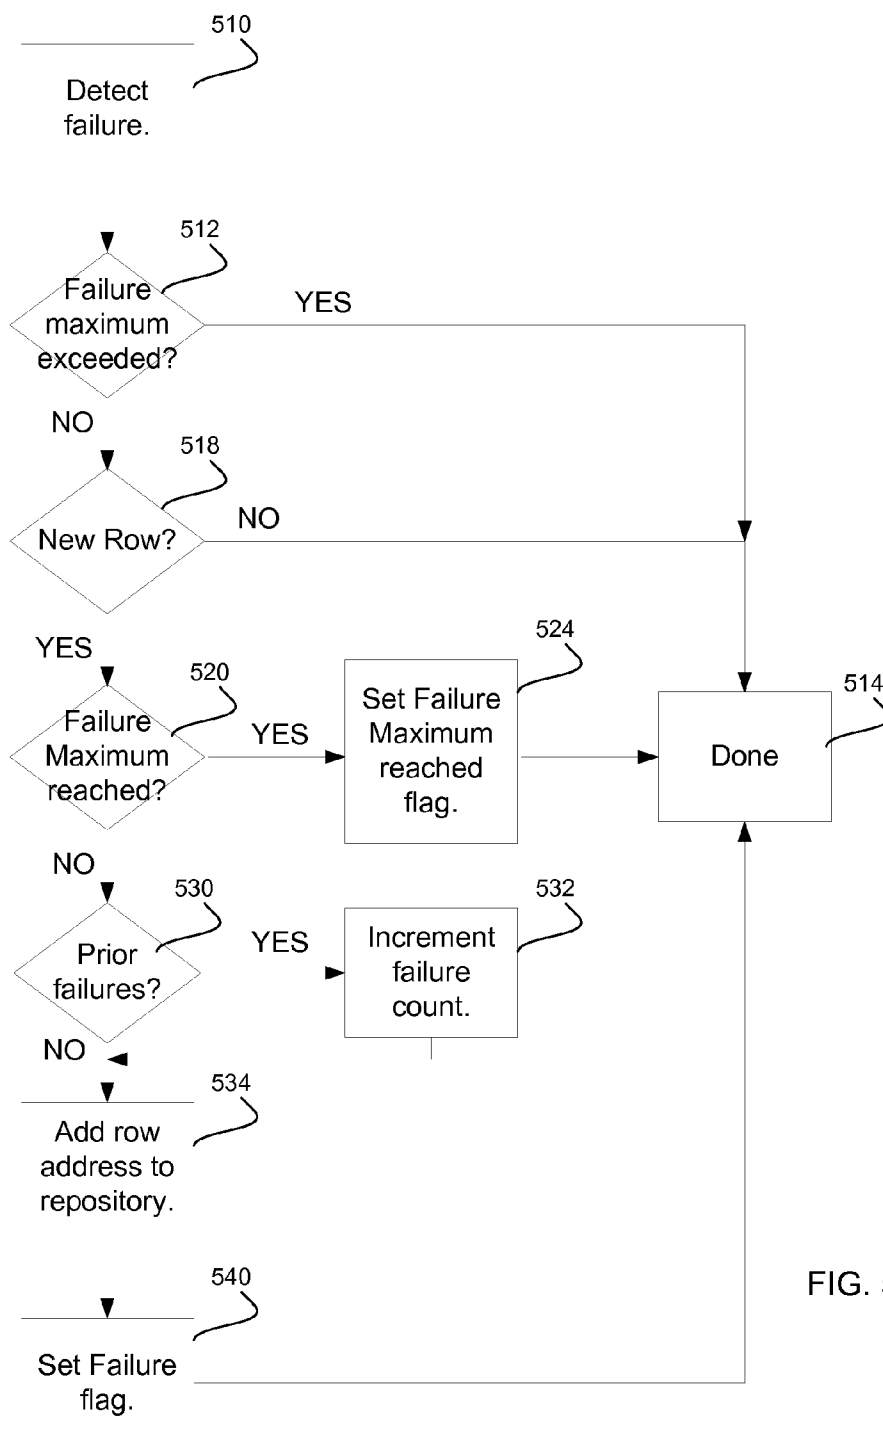 510
Detect
failure.
512
Failure
maximum
exceeded?
YES
NO
518
New Row?
NO
YES
520
Failure
Maximum
reached?
YES
524
Set Failure
Maximum
reached
flag.
514
Done
NO
530
Prior
failures?
YES
532
Increment
failure
count.
NO
534
Add row
address to
repository.
540
Set Failure
flag.
FIG.